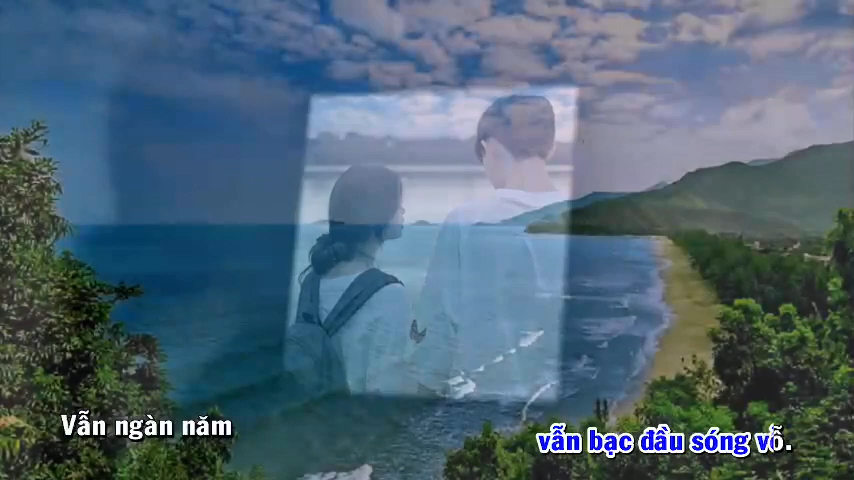 Vẫn ngàn năm
vẫn bạc đầu sóng vỗ.